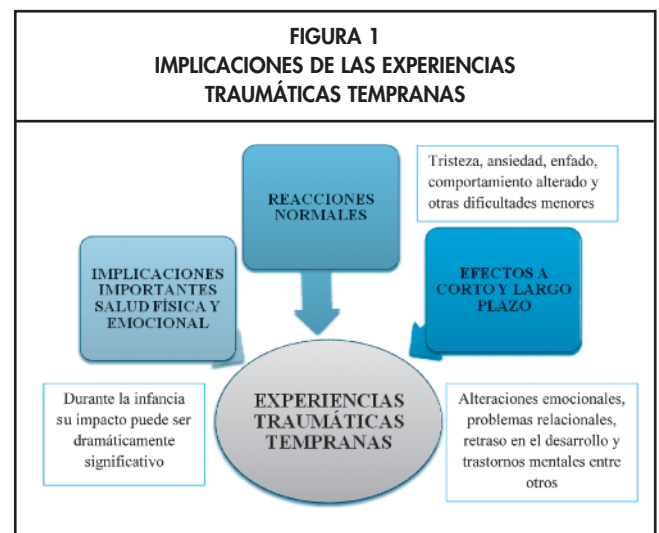 FIGURA 1
IMPLICACIONES DE LAS EXPERIENCIAS
TRAUMÁTICAS TEMPRANAS
REACCIONES
NORMALES
Tristeza, ansiedad, enfado,
comportamiento alterado y
otras dificultades menores
IMPLICACIONES
IMPORTANTES
SALUD FÍSICA Y
EMOCIONAL
EFECTOS A
CORTO Y LARGO
PLAZO
Durante la infancia
su impacto puede ser
dramáticamente
significativo
EXPERIENCIAS
TRAUMÁTICAS
TEMPRANAS
Alteraciones emocionales,
problemas relacionales,
retraso en el desarrollo y
trastornos mentales entre
otros